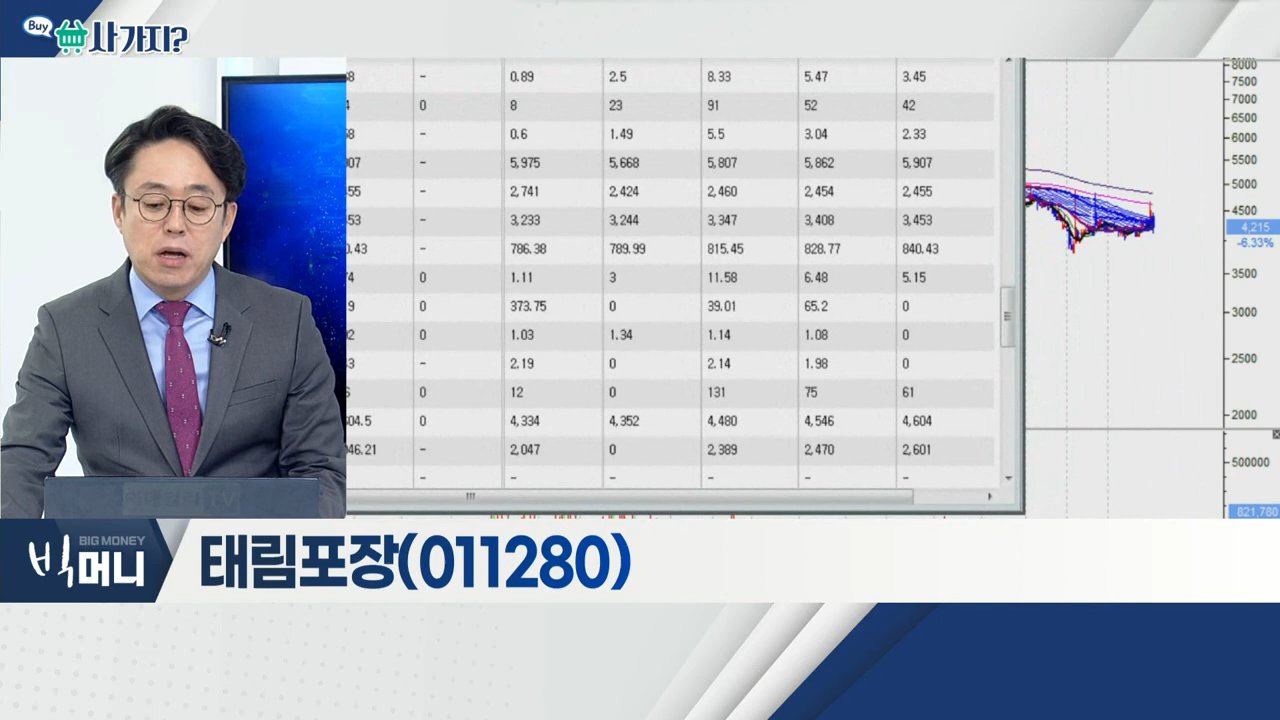 Buy 사가지?
- 0.89 2.5 8.33 5.47 3.45
0 8 23 91 52 42
- 0.6 1.49 5.5 3.04 2.33
- 5,975 5,668 5,807 5,862 5,907
- 2,741 2,424 2,460 2,454 2,455
- 3,233 3,244 3,347 3,408 3,453
- 786.38 789.99 815.45 828.77 840.43
0 1.11 3 11.58 6.48 5.15
0 373.75 0 39.01 65.2 0
0 1.03 1.34 1.14 1.08 0
- 2.19 0 2.14 1.98 0
0 12 0 131 75 61
0 4,334 4,352 4,480 4,546 4,604
- 2,047 0 2,389 2,470 2,601
- - - - - -
8000
7500
7000
6500
6000
5500
5000
4500
4,215
-6.33%
3500
3000
2500
2000
500000
821,780
BIG MONEY
빅머니
태림포장(011280)